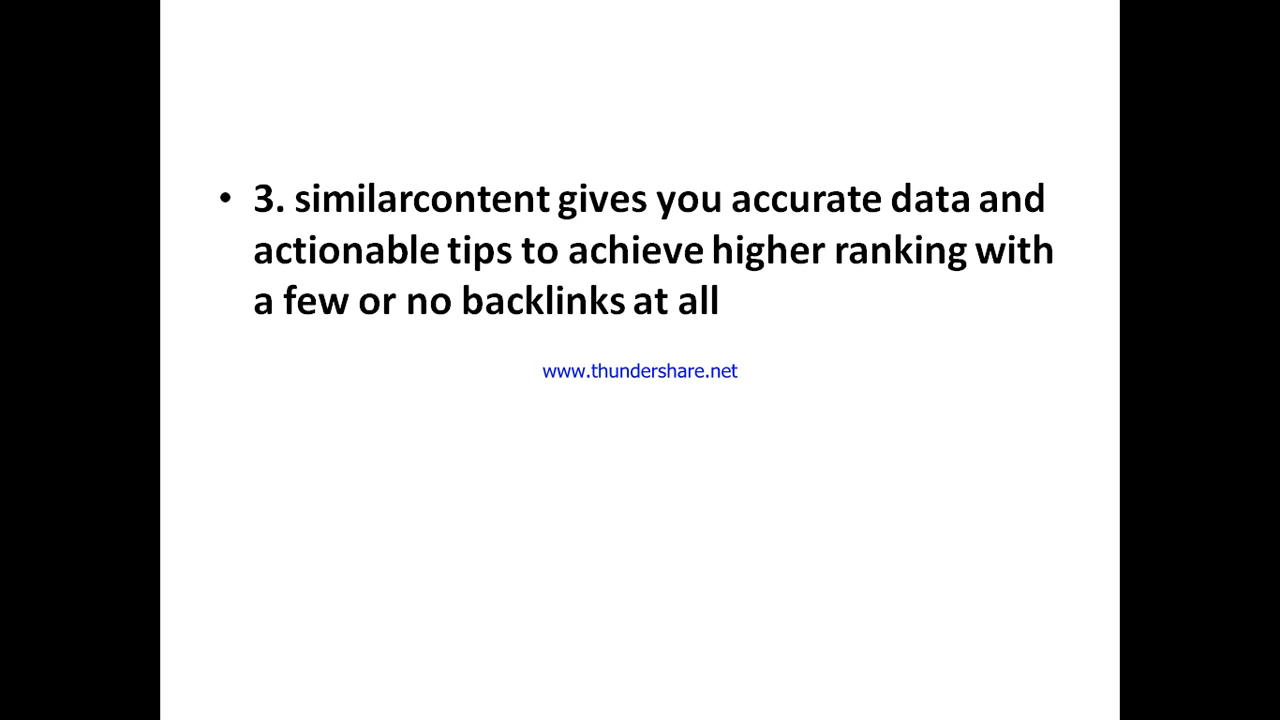 • 3. similarcontent gives you accurate data and
actionable tips to achieve higher ranking with
a few or no backlinks at all
www.thundershare.net